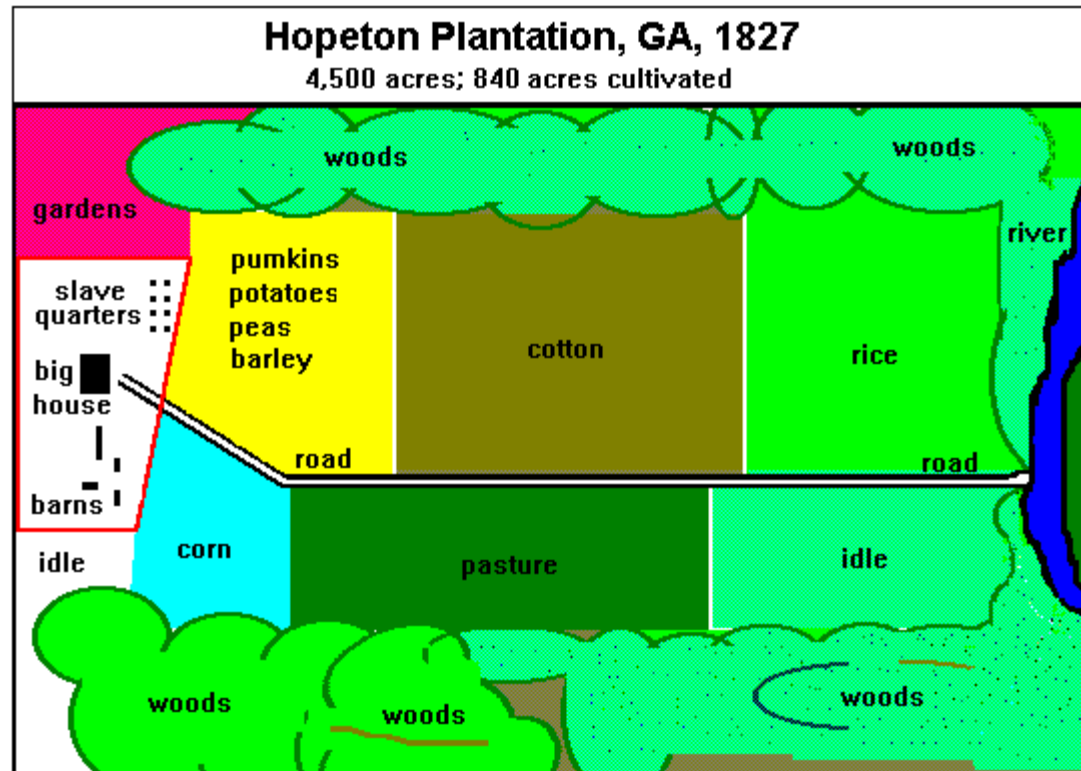 Hopeton Plantation, GA, 1827
4,500 acres; 840 acres cultivated
woods
woods
gardens
river
pumkins
potatoes
peas
barley
slave
quarters
cotton
rice
big
house
road
road
barns
corn
idle
pasture
idle
woods
woods
woods